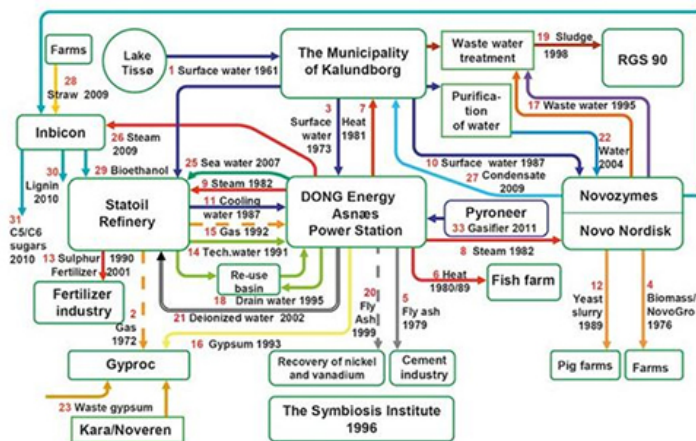 Farms
Lake
Tissø
The Municipality
of Kalundborg
Waste water
treatment
19 Sludge
1998
RGS 90
1 Surface water 1961
28
Straw 2009
Purifica-
tion
of water
17 Waste water 1995
Inbicon
26 Steam
2009
3
Surface
water
1973
7
Heat
1981
22
Water
2004
10 Surface water 1987
27 Condensate
2009
30
Lignin
2010
29 Bioethanol
25 Sea water 2007
9 Steam 1982
11 Cooling
water 1987
15 Gas 1992
14 Tech.water 1991
Statoil
Refinery
DONG Energy
Asnæs
Power Station
Pyroneer
33 Gasifier 2011
Novozymes
Novo Nordisk
31
C5/C6
sugars
2010
13 Sulphur 1990
Fertilizer 2001
8 Steam 1982
Re-use
basin
6 Heat
1980/89
Fish farm
Fertilizer
industry
18 Drain water 1995
21 Deionized water 2002
2
Gas
1972
16 Gypsum 1993
20
Fly
Ash
1999
5
Fly ash
1979
12
Yeast
slurry
1989
4
Biomass/
NovoGro
1976
Gyproc
Recovery of nickel
and vanadium
Cement
industry
Pig farms
Farms
23 Waste gypsum
Kara/Noveren
The Symbiosis Institute
1996